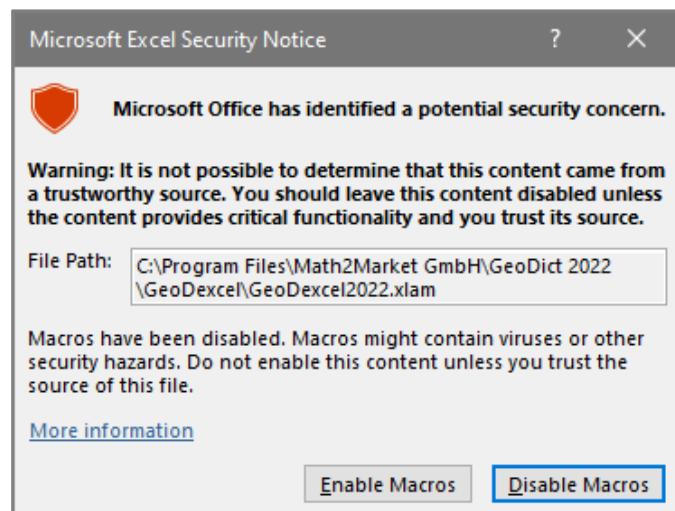 Microsoft Excel Security Notice ? ×
Microsoft Office has identified a potential security concern.
Warning: It is not possible to determine that this content came from
a trustworthy source. You should leave this content disabled unless
the content provides critical functionality and you trust its source.
File Path: C:\Program Files\Math2Market GmbH\GeoDict 2022
\GeoDexcel\GeoDexcel2022.xlam
Macros have been disabled. Macros might contain viruses or other
security hazards. Do not enable this content unless you trust the
source of this file.
More information
Enable Macros Disable Macros